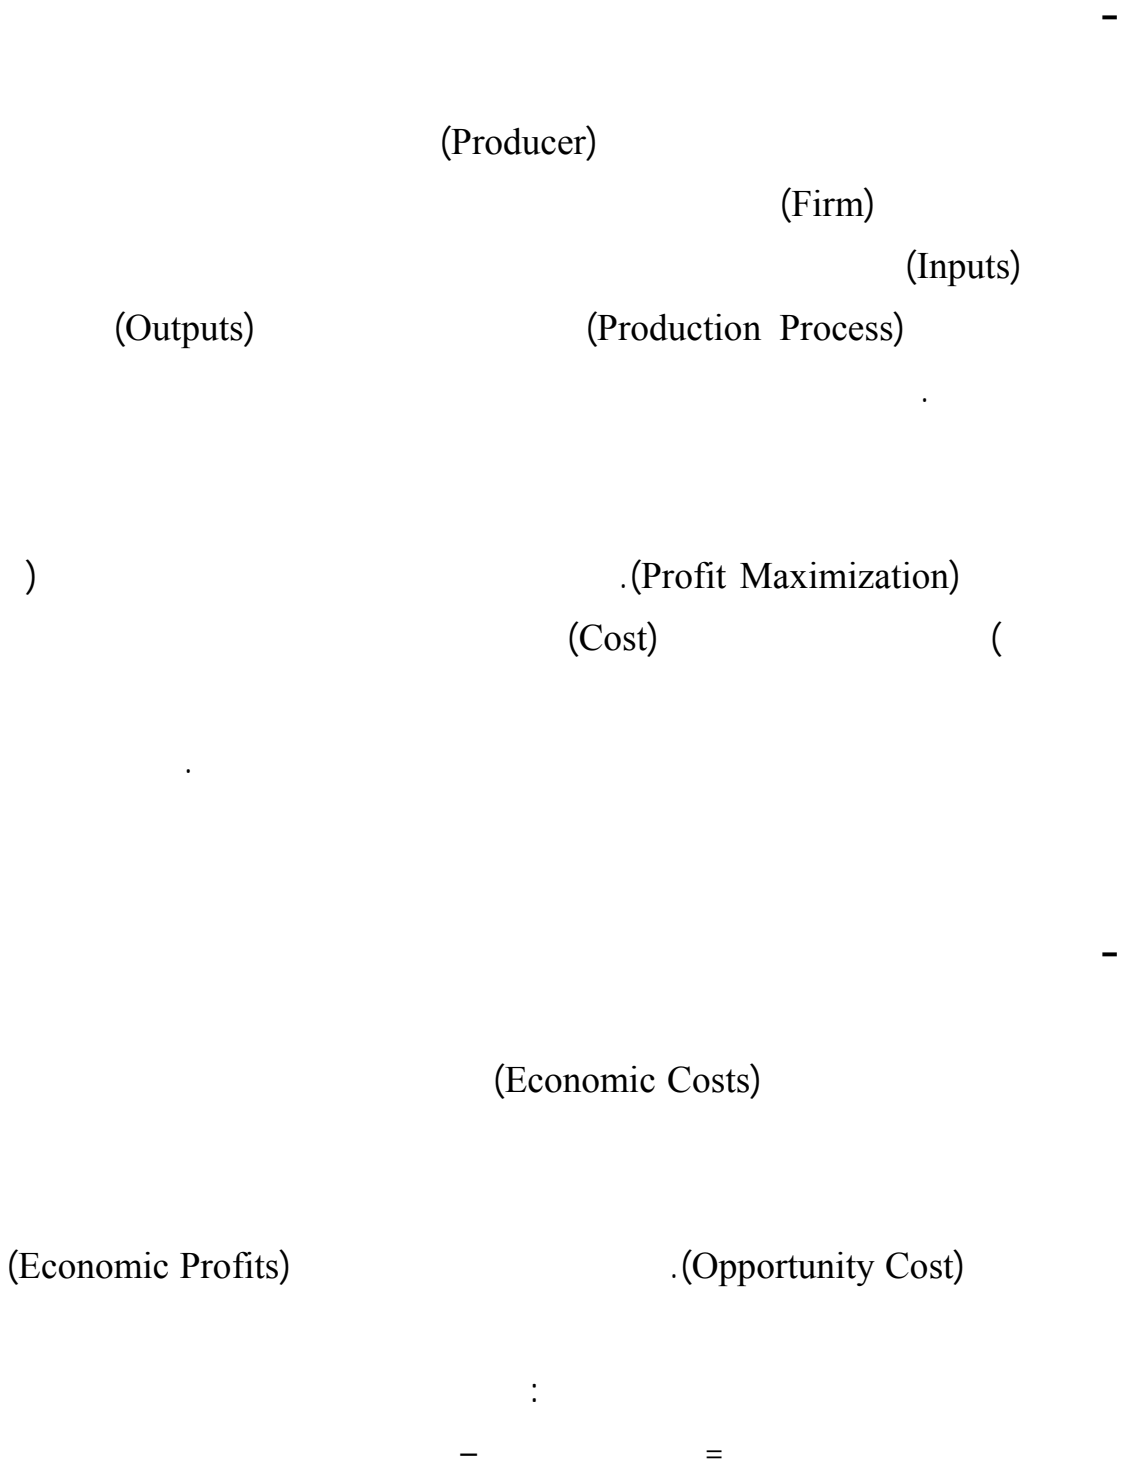 -
(Producer)
(Firm)
(Inputs)
(Production Process) (Outputs)
.
.(Profit Maximization) )
( (Cost)
.
-
(Economic Costs)
.(Opportunity Cost) (Economic Profits)
:
= –